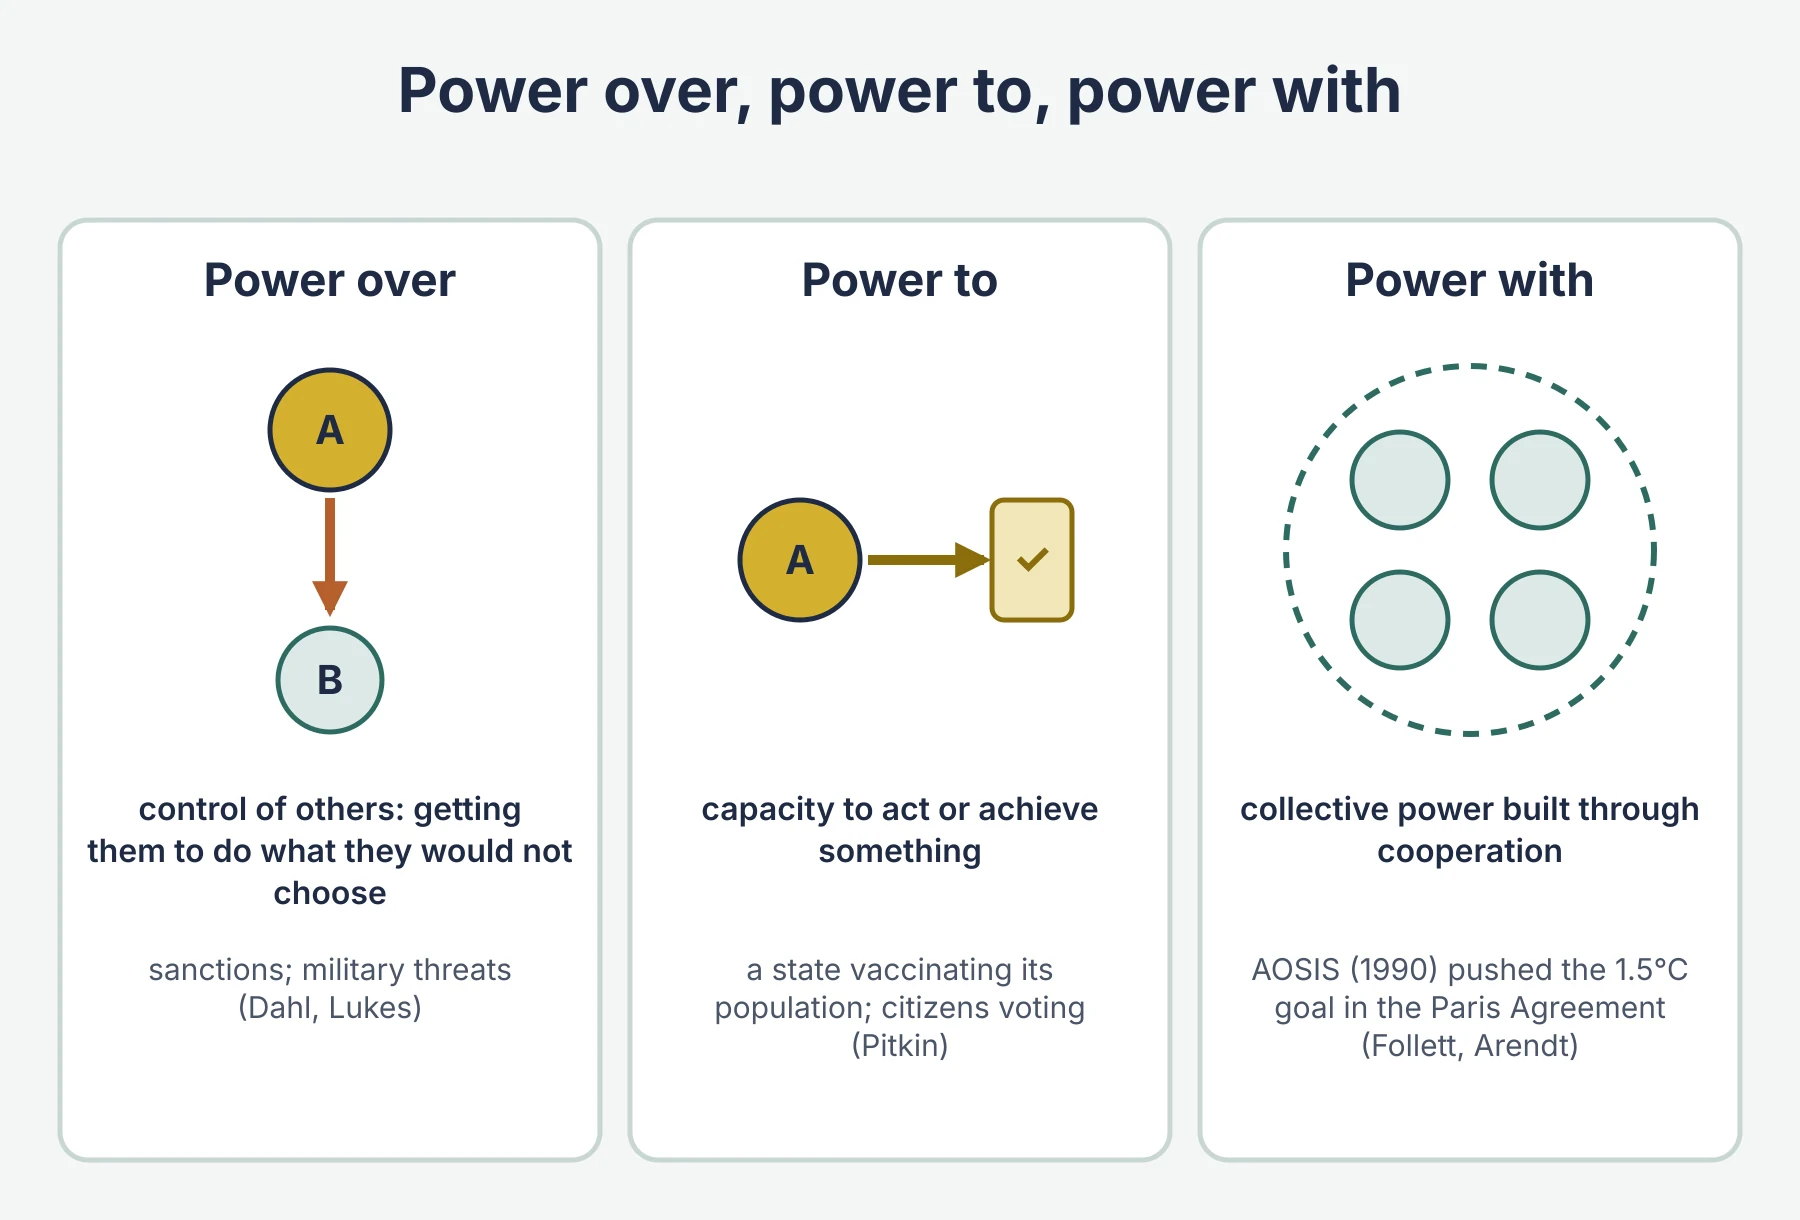 Power over, power to, power with
Power over
A
B
control of others: getting
them to do what they would not
choose
sanctions; military threats
(Dahl, Lukes)
Power to
A
capacity to act or achieve
something
a state vaccinating its
population; citizens voting
(Pitkin)
Power with
collective power built through
cooperation
AOSIS (1990) pushed the 1.5°C
goal in the Paris Agreement
(Follett, Arendt)